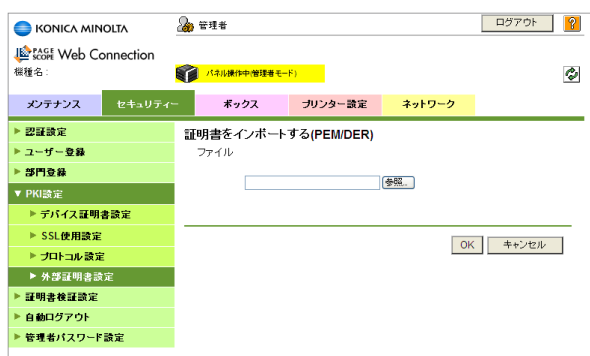 KONICA MINOLTA
管理者
ログアウト
?
PAGE SCOPE Web Connection
機種名:
パネル操作中(管理者モード)
メンテナンス
セキュリティー
ボックス
プリンター設定
ネットワーク
認証設定
ユーザー登録
部門登録
PKI設定
デバイス証明書設定
SSL使用設定
プロトコル設定
外部証明書設定
証明書検証設定
自動ログアウト
管理者パスワード設定
証明書をインポートする(PEM/DER)
ファイル
参照...
OK
キャンセル